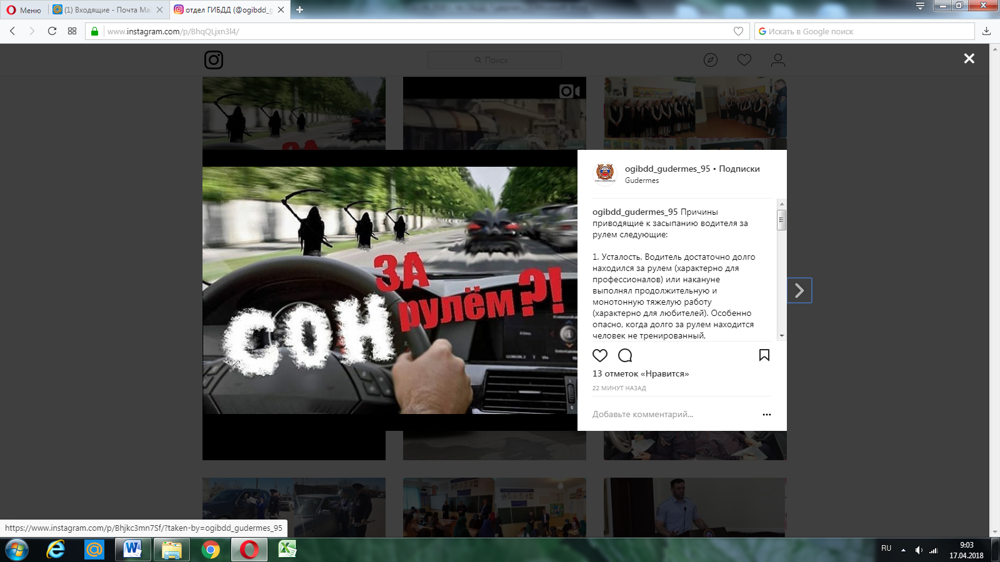 Меню
(1) Входящие - Почта Ма
отдел ГИБДД (@ogibdd_g
www.instagram.com/p/BhqQLjxn3l4/
Искать в Google поиск
Поиск
ЗА
СОН рулём?!
ogibdd_gudermes_95 • Подписки
Gudermes
ogibdd_gudermes_95 Причины
приводящие к засыпанию водителя за
рулем следующие:
1. Усталость. Водитель достаточно долго
находился за рулем (характерно для
профессионалов) или накануне
выполнял продолжительную и
монотонную тяжелую работу
(характерно для любителей). Особенно
опасно, когда долго за рулем находится
человек не тренированный,
13 отметок «Нравится»
22 МИНУТ НАЗАД
Добавьте комментарий...
https://www.instagram.com/p/Bhjkc3mn7Sf/?taken-by=ogibdd_gudermes_95
RU
9:03
17.04.2018